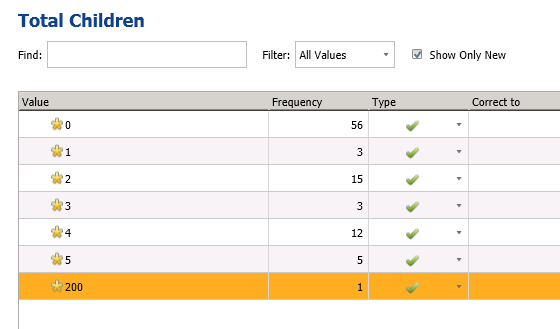 Total Children
Find: Filter: All Values Show Only New
Value Frequency Type Correct to
0 56
1 3
2 15
3 3
4 12
5 5
200 1